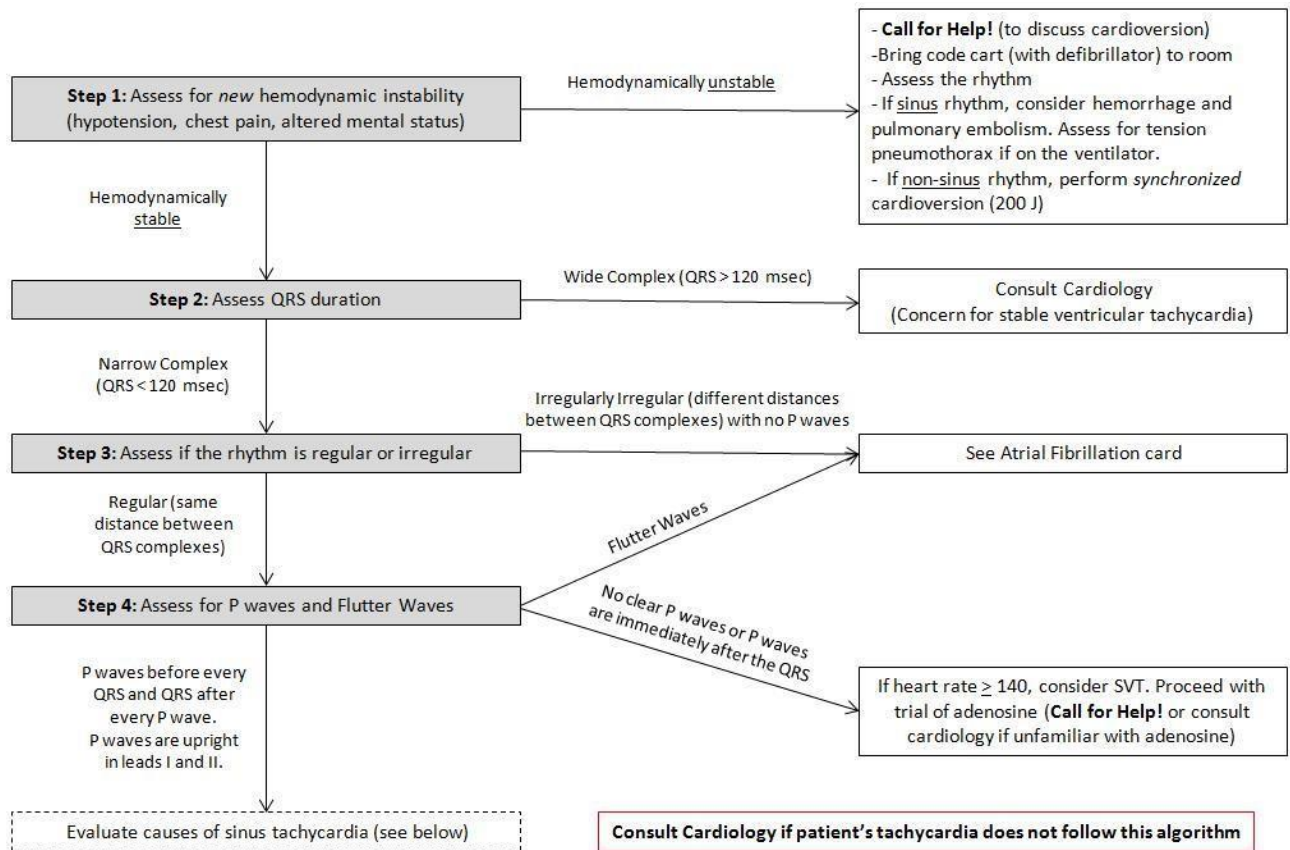 Step 1: Assess for new hemodynamic instability
(hypotension, chest pain, altered mental status)
Hemodynamically unstable
- Call for Help! (to discuss cardioversion)
-Bring code cart (with defibrillator) to room
- Assess the rhythm
- If sinus rhythm, consider hemorrhage and
pulmonary embolism. Assess for tension
pneumothorax if on the ventilator.
- If non-sinus rhythm, perform synchronized
cardioversion (200 J)
Hemodynamically
stable
Step 2: Assess QRS duration
Wide Complex (QRS > 120 msec)
Consult Cardiology
(Concern for stable ventricular tachycardia)
Narrow Complex
(QRS < 120 msec)
Step 3: Assess if the rhythm is regular or irregular
Irregularly Irregular (different distances
between QRS complexes) with no P waves
See Atrial Fibrillation card
Regular (same
distance between
QRS complexes)
Flutter Waves
Step 4: Assess for P waves and Flutter Waves
No clear P waves or P waves
are immediately after the QRS
If heart rate ≥ 140, consider SVT. Proceed with
trial of adenosine (Call for Help! or consult
cardiology if unfamiliar with adenosine)
P waves before every
QRS and QRS after
every P wave.
P waves are upright
in leads I and II.
Evaluate causes of sinus tachycardia (see below)
Consult Cardiology if patient's tachycardia does not follow this algorithm